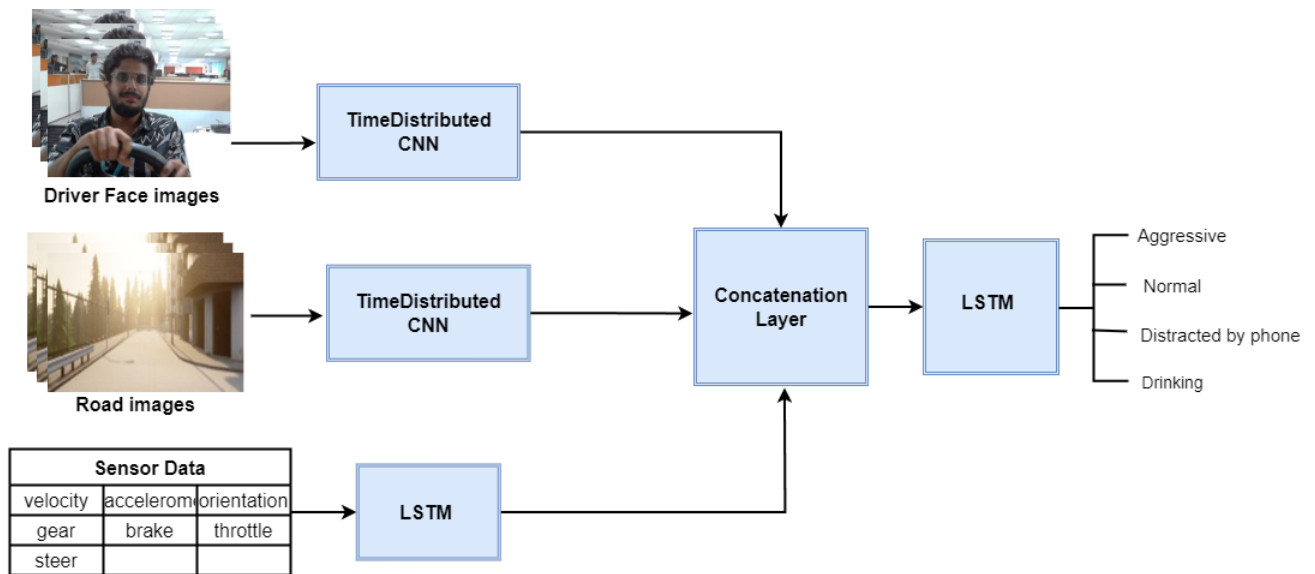 TimeDistributed
CNN
Driver Face images
TimeDistributed
CNN
Road images
Concatenation
Layer
LSTM
Aggressive
Normal
Distracted by phone
Drinking
Sensor Data
velocity accelerom orientation
gear brake throttle
steer
LSTM